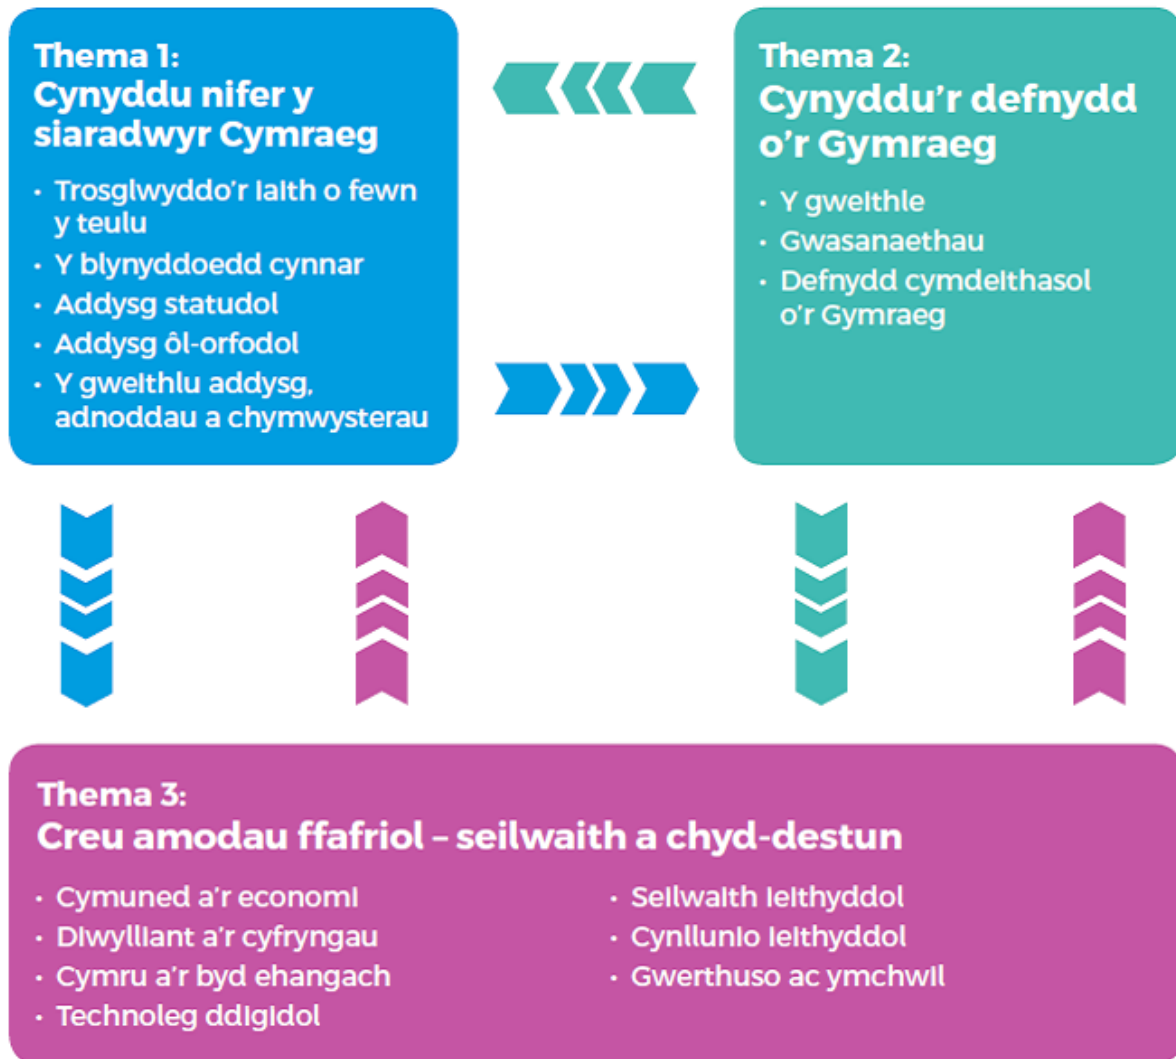 Thema 1:
Cynyddu nifer y
siaradwyr Cymraeg
• Trosglwyddo'r iaith o fewn
y teulu
• Y blynyddoedd cynnar
• Addysg statudol
• Addysg ôl-orfodol
• Y gweithlu addysg,
adnoddau a chymwysterau
Thema 2:
Cynyddu'r defnydd
o'r Gymraeg
• Y gweithle
• Gwasanaethau
• Defnydd cymdeithasol
o'r Gymraeg
Thema 3:
Creu amodau ffafriol – seilwaith a chyd-destun
• Cymuned a'r economi
• Diwylliant a'r cyfryngau
• Cymru a'r byd ehangach
• Technoleg ddigidol
• Seilwaith ieithyddol
• Cynllunio ieithyddol
• Gwerthuso ac ymchwil